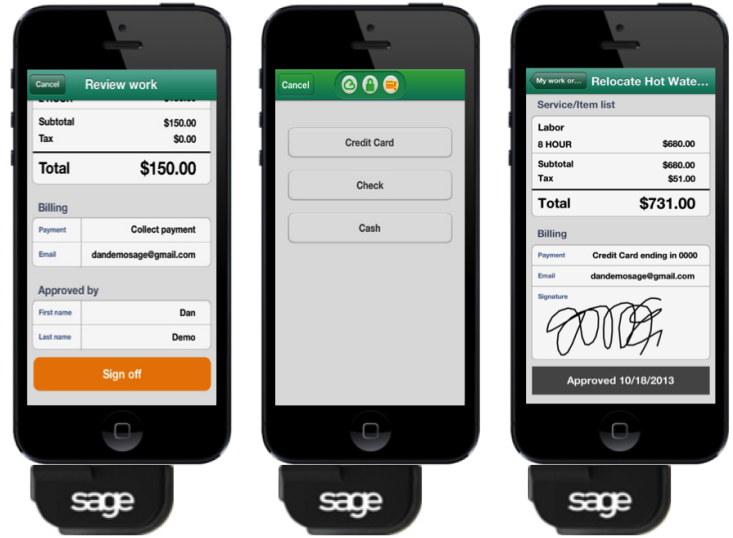 Cancel
Review work
Subtotal $150.00
Tax $0.00
Total $150.00
Billing
Payment Collect payment
Email dandemosage@gmail.com
Approved by
First name Dan
Last name Demo
Sign off
sage
Cancel
Credit Card
Check
Cash
sage
My work or...
Relocate Hot Wate...
Service/Item list
Labor
8 HOUR $680.00
Subtotal $680.00
Tax $51.00
Total $731.00
Billing
Payment Credit Card ending in 0000
Email dandemosage@gmail.com
Signature
Approved 10/18/2013
sage